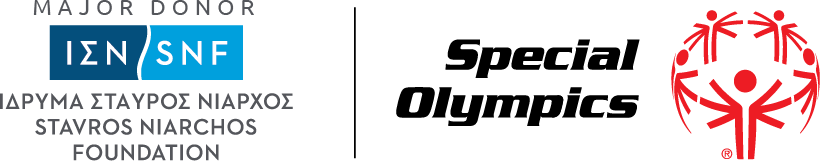 MAJOR DONOR
ΙΣΝ/SNF
ΙΔΡΥΜΑ ΣΤΑΥΡΟΣ ΝΙΑΡΧΟΣ
STAVROS NIARCHOS
FOUNDATION
Special
Olympics
®